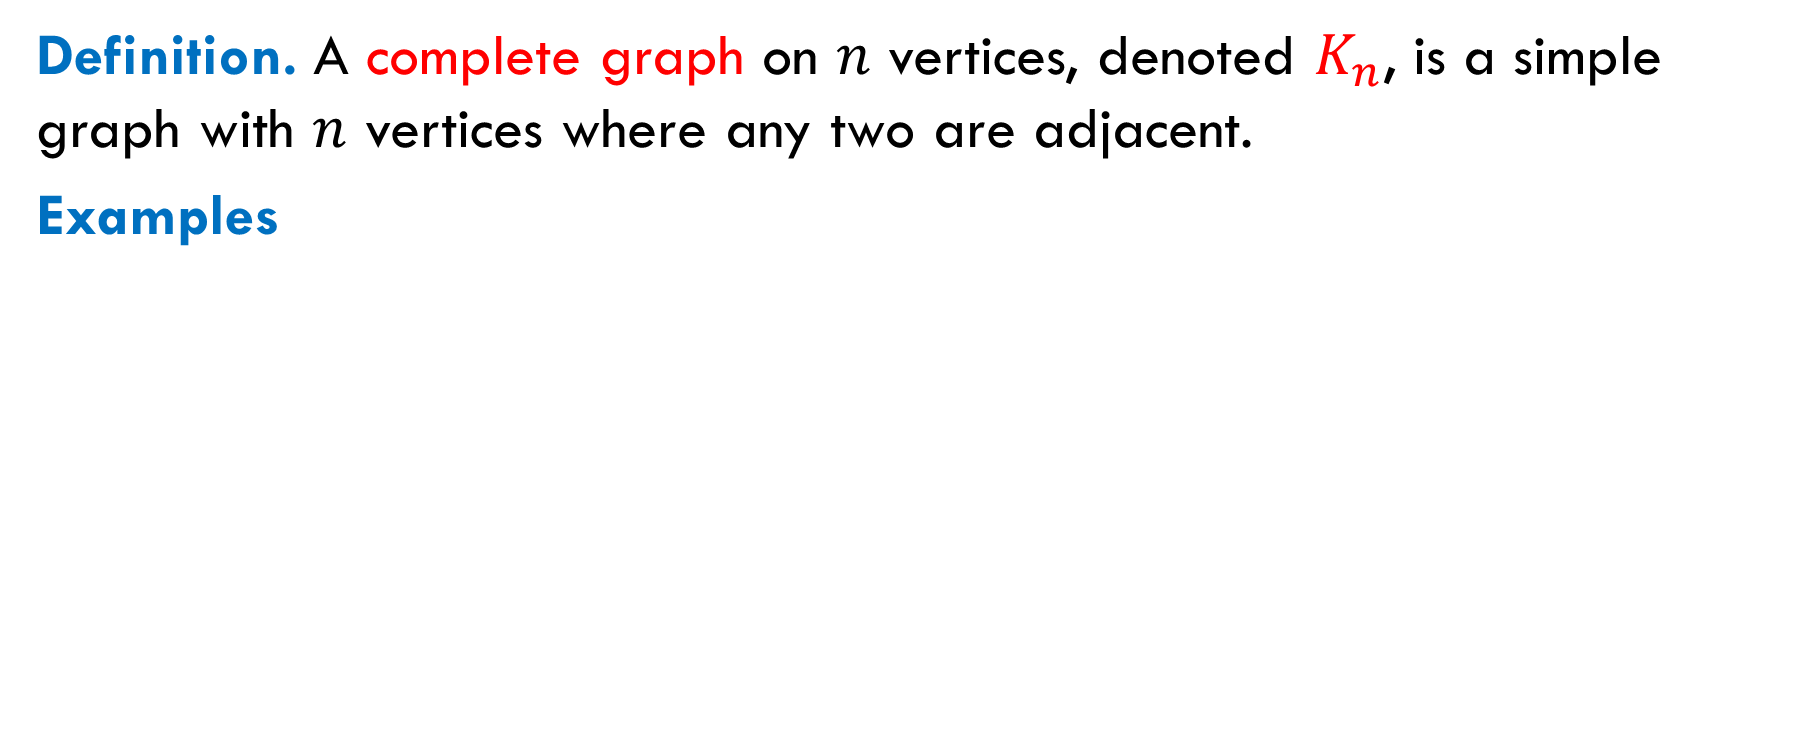 Definition. A complete graph on 𝑛 vertices, denoted 𝐾ₙ, is a simple
graph with 𝑛 vertices where any two are adjacent.
Examples